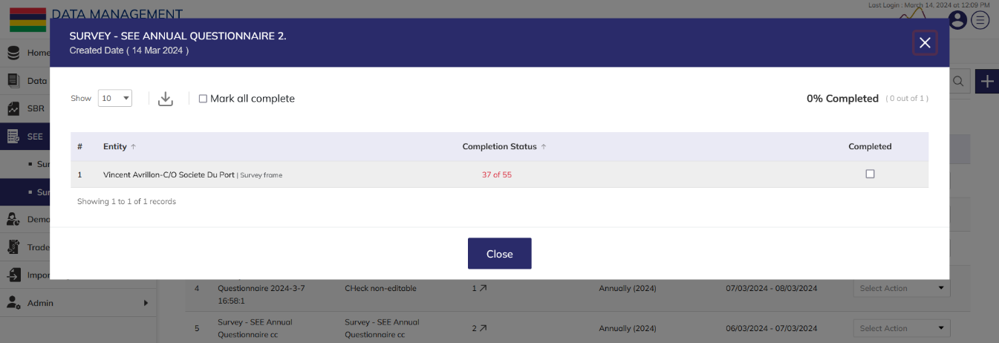 Last Login : March 14, 2024 at 12:09 PM
DATA MANAGEMENT
SURVEY - SEE ANNUAL QUESTIONNAIRE 2.
Created Date ( 14 Mar 2024 )
Home
Data
SBR
SEE
Sur
Sur
Dema
Trade
Impor
Admin
Show 10 Mark all complete 0% Completed ( 0 out of 1 )
# Entity Completion Status Completed
1 Vincent Avrillon-C/O Societe Du Port | Survey frame 37 of 55
Showing 1 to 1 of 1 records
Close
4 Questionnaire 2024-3-7 CHeck non-editable 1 Annually (2024) 07/03/2024 - 08/03/2024 Select Action
16:58:1
5 Survey - SEE Annual Survey - SEE Annual 2 Annually (2024) 06/03/2024 - 07/03/2024 Select Action
Questionnaire cc Questionnaire cc